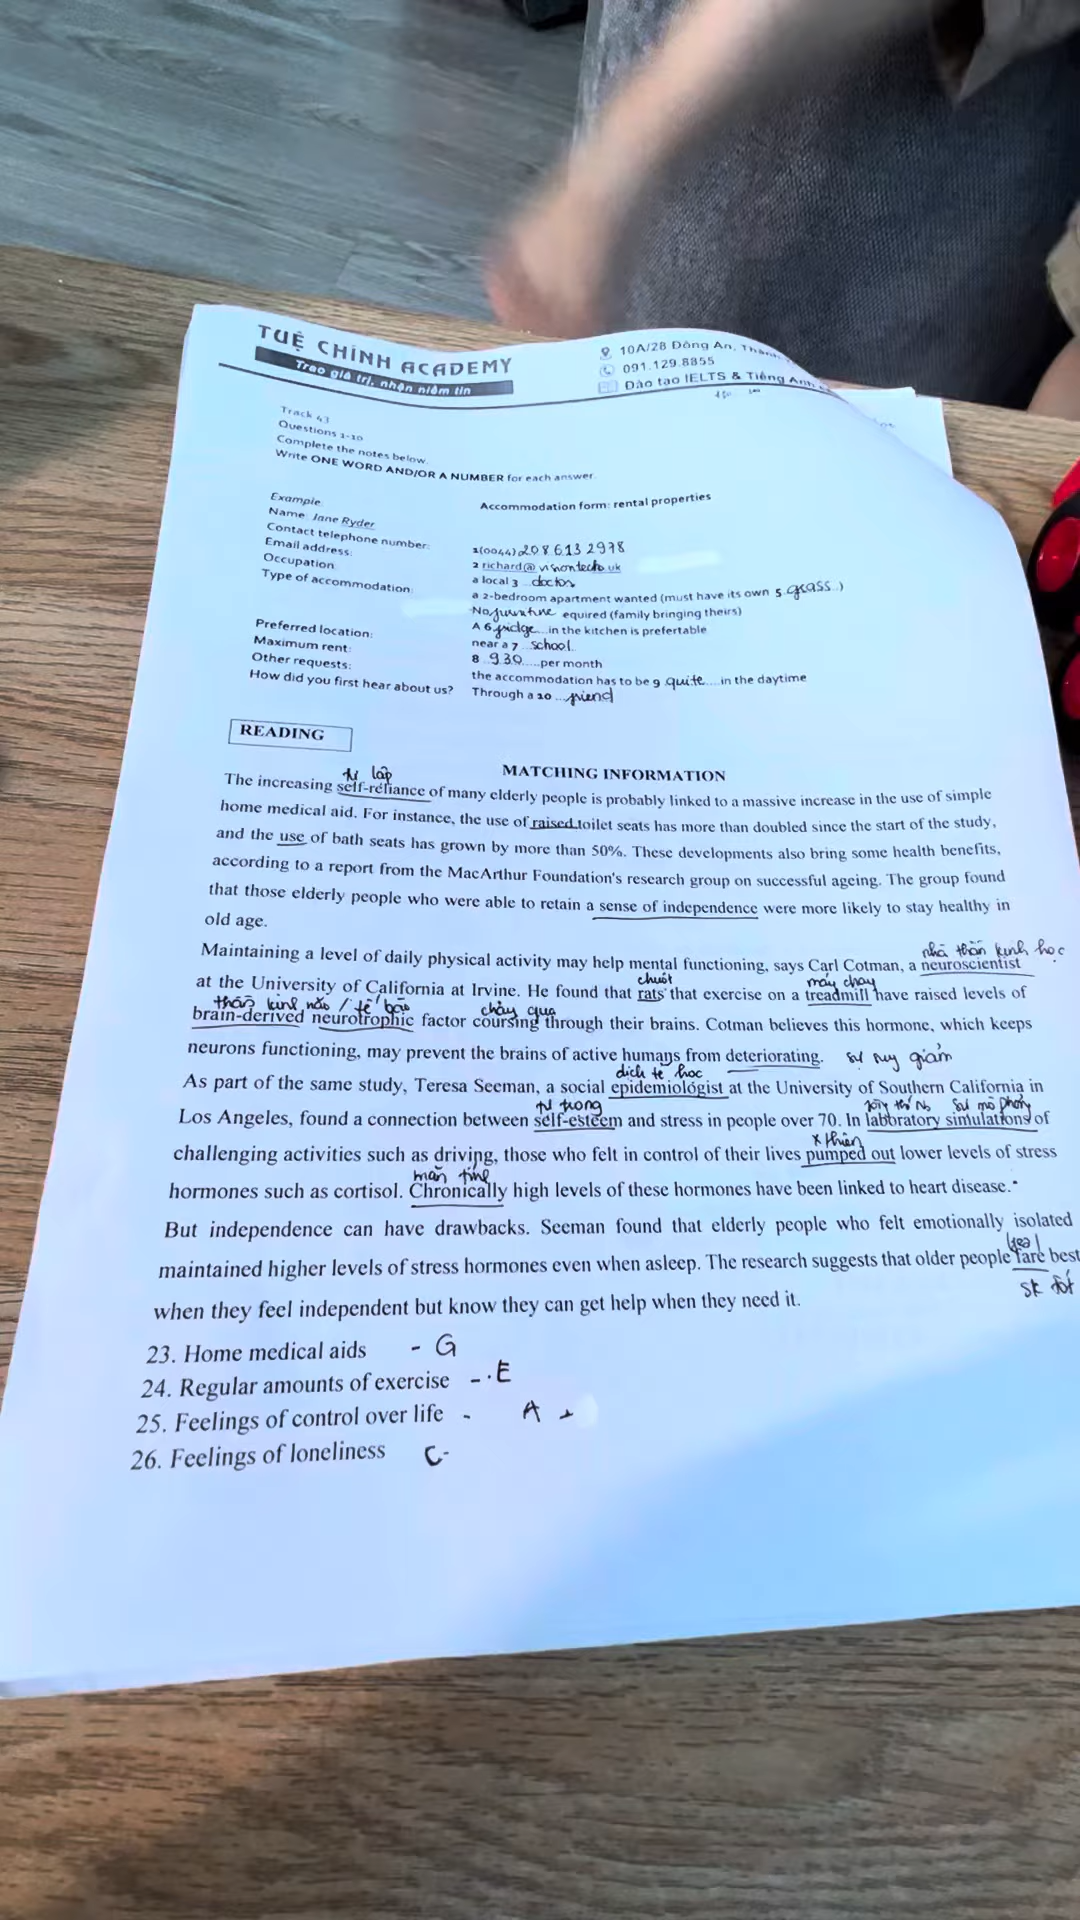 TUỆ CHÍNH ACADEMY
Trao giá trị, nhận niềm tin
10A/28 Đông An,
091.129.8855
Đào tạo IELTS & Tiếng Anh
Track 43
Questions 1-10
Complete the notes below.
Write ONE WORD AND/OR A NUMBER for each answer.
Accommodation form: rental properties
Example
Name: Jane Ryder
Contact telephone number: 1(0044) 208 613 2978
Email address: 2 richard@ visiontech.uk
Occupation: a local 3 ...doctor
Type of accommodation: a 2-bedroom apartment wanted (must have its own 5 grass..)
No equired (family bringing theirs)
A 6 fridge....in the kitchen is prefertable
Preferred location: near a 7 ...school..
Maximum rent: 8 ..930.....per month
Other requests: the accommodation has to be 9 .quite....in the daytime
How did you first hear about us? Through a 10 ...friend
READING
MATCHING INFORMATION
tự lập
The increasing self-reliance of many elderly people is probably linked to a massive increase in the use of simple
home medical aid. For instance, the use of raised toilet seats has more than doubled since the start of the study,
and the use of bath seats has grown by more than 50%. These developments also bring some health benefits,
according to a report from the MacArthur Foundation's research group on successful ageing. The group found
that those elderly people who were able to retain a sense of independence were more likely to stay healthy in
old age.
nhà thần kinh học
Maintaining a level of daily physical activity may help mental functioning, says Carl Cotman, a neuroscientist
chuột máy chạy
at the University of California at Irvine. He found that rats that exercise on a treadmill have raised levels of
thần kinh não / tế bào chảy qua
brain-derived neurotrophic factor coursing through their brains. Cotman believes this hormone, which keeps
neurons functioning, may prevent the brains of active humans from deteriorating. sự suy giảm
dịch tễ học
As part of the same study, Teresa Seeman, a social epidemiologist at the University of Southern California in
tự trọng sự mô phỏng
Los Angeles, found a connection between self-esteem and stress in people over 70. In laboratory simulations of
challenging activities such as driving, those who felt in control of their lives pumped out lower levels of stress
mãn tính
hormones such as cortisol. Chronically high levels of these hormones have been linked to heart disease.
But independence can have drawbacks. Seeman found that elderly people who felt emotionally isolated
maintained higher levels of stress hormones even when asleep. The research suggests that older people fare best
sk tốt
when they feel independent but know they can get help when they need it.
23. Home medical aids - G
24. Regular amounts of exercise - E
25. Feelings of control over life - A
26. Feelings of loneliness C